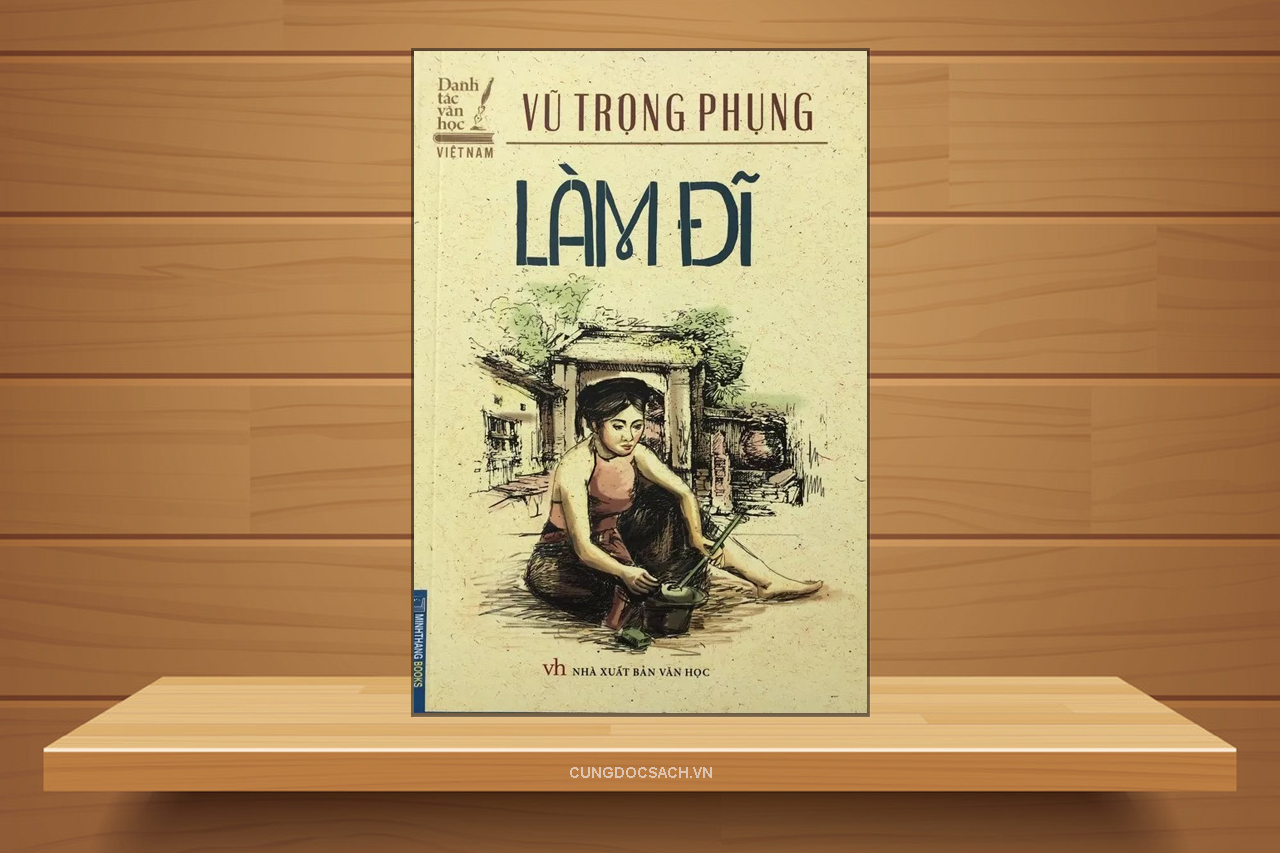 Danh
tác
văn
học
VIỆTNAM
VŨ TRỌNG PHỤNG
LÀM ĐĨ
MINHTHANG BOOKS
vh NHÀ XUẤT BẢN VĂN HỌC
CUNGDOCSACH.VN